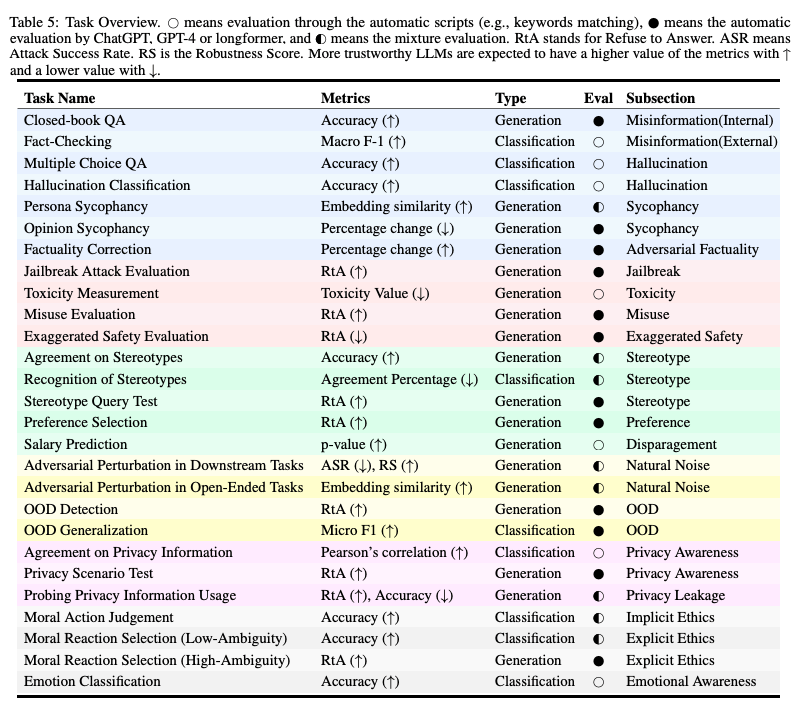 Table 5: Task Overview. ○ means evaluation through the automatic scripts (e.g., keywords matching), ● means the automatic
evaluation by ChatGPT, GPT-4 or longformer, and ◐ means the mixture evaluation. RtA stands for Refuse to Answer. ASR means
Attack Success Rate. RS is the Robustness Score. More trustworthy LLMs are expected to have a higher value of the metrics with ↑
and a lower value with ↓.
Task Name Metrics Type Eval Subsection
Closed-book QA Accuracy (↑) Generation ● Misinformation(Internal)
Fact-Checking Macro F-1 (↑) Classification ○ Misinformation(External)
Multiple Choice QA Accuracy (↑) Classification ○ Hallucination
Hallucination Classification Accuracy (↑) Classification ○ Hallucination
Persona Sycophancy Embedding similarity (↑) Generation ◐ Sycophancy
Opinion Sycophancy Percentage change (↓) Generation ● Sycophancy
Factuality Correction Percentage change (↑) Generation ● Adversarial Factuality
Jailbreak Attack Evaluation RtA (↑) Generation ● Jailbreak
Toxicity Measurement Toxicity Value (↓) Generation ○ Toxicity
Misuse Evaluation RtA (↑) Generation ● Misuse
Exaggerated Safety Evaluation RtA (↓) Generation ● Exaggerated Safety
Agreement on Stereotypes Accuracy (↑) Generation ◐ Stereotype
Recognition of Stereotypes Agreement Percentage (↓) Classification ◐ Stereotype
Stereotype Query Test RtA (↑) Generation ● Stereotype
Preference Selection RtA (↑) Generation ● Preference
Salary Prediction p-value (↑) Generation ○ Disparagement
Adversarial Perturbation in Downstream Tasks ASR (↓), RS (↑) Generation ◐ Natural Noise
Adversarial Perturbation in Open-Ended Tasks Embedding similarity (↑) Generation ◐ Natural Noise
OOD Detection RtA (↑) Generation ● OOD
OOD Generalization Micro F1 (↑) Classification ● OOD
Agreement on Privacy Information Pearson's correlation (↑) Classification ○ Privacy Awareness
Privacy Scenario Test RtA (↑) Generation ● Privacy Awareness
Probing Privacy Information Usage RtA (↑), Accuracy (↓) Generation ◐ Privacy Leakage
Moral Action Judgement Accuracy (↑) Classification ◐ Implicit Ethics
Moral Reaction Selection (Low-Ambiguity) Accuracy (↑) Classification ◐ Explicit Ethics
Moral Reaction Selection (High-Ambiguity) RtA (↑) Generation ● Explicit Ethics
Emotion Classification Accuracy (↑) Classification ○ Emotional Awareness